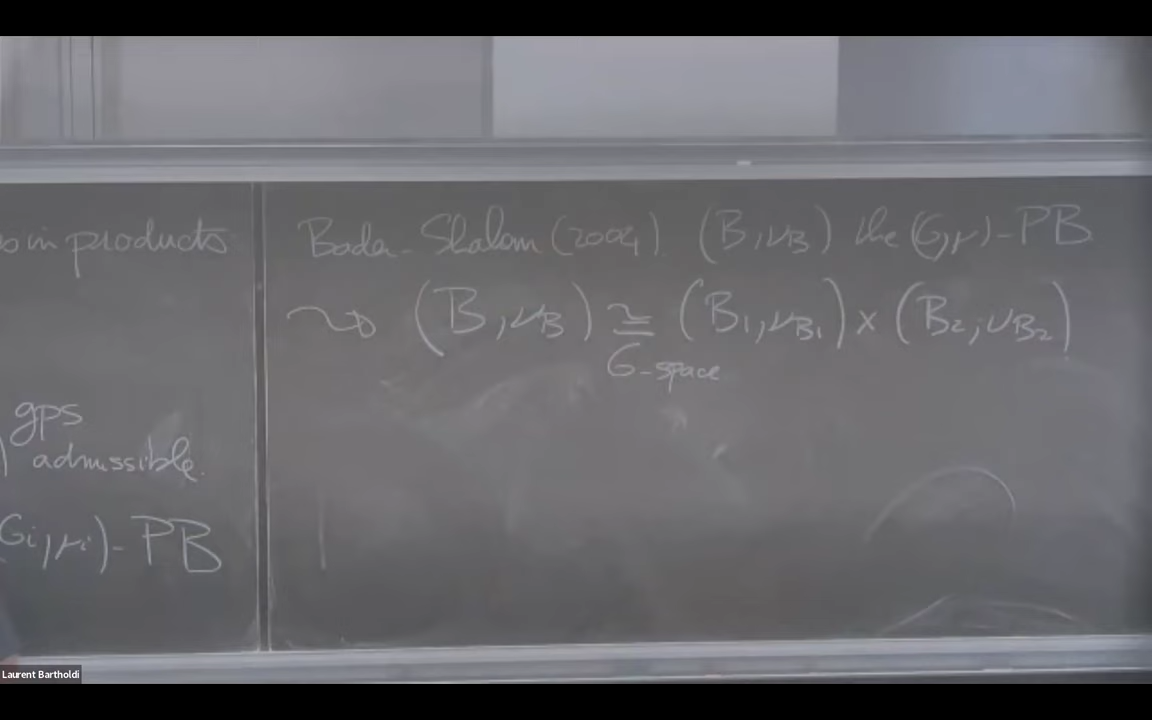 s in products
gps
) admissible.
(Gi, μi) - PB
Bada - Shalom (2004). (B, νB) the (G, μ) - PB
⇝ (B, νB) ≅ (B1, νB1) × (B2, νB2)
G-space
Laurent Bartholdi